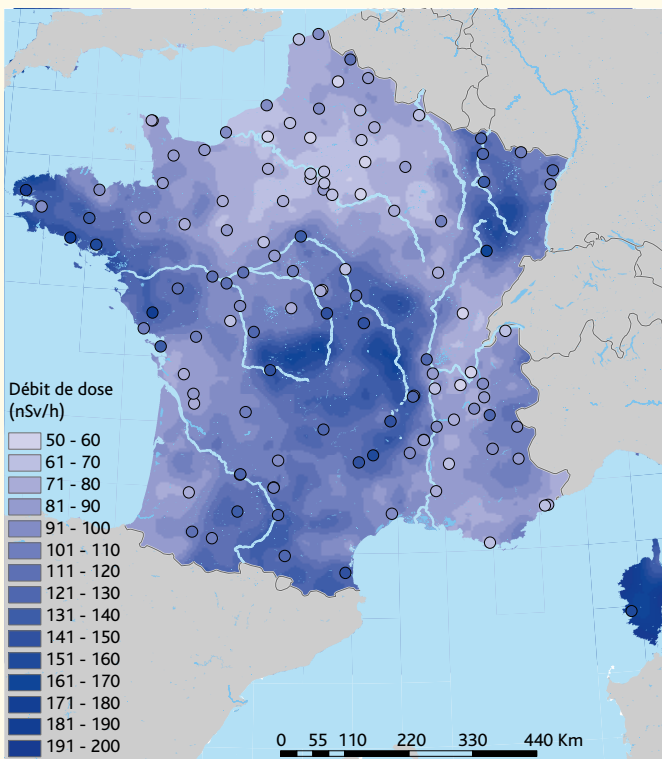 Débit de dose
(nSv/h)
50 - 60
61 - 70
71 - 80
81 - 90
91 - 100
101 - 110
111 - 120
121 - 130
131 - 140
141 - 150
151 - 160
161 - 170
171 - 180
181 - 190
191 - 200
0 55 110 220 330 440 Km